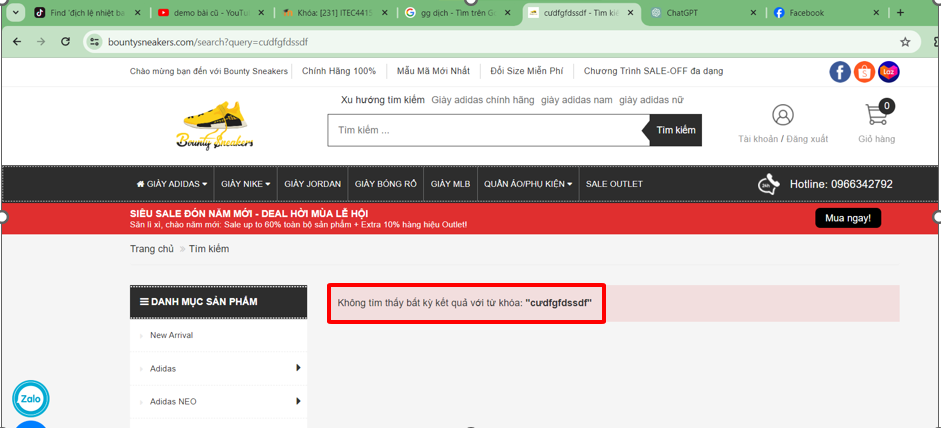 Find 'địch lệ nhiệt be
demo bài cũ - YouTu
Khóa: [231] ITEC4415
gg dịch - Tìm trên G
cưdfgfdssdf - Tìm kiế
ChatGPT
Facebook
bountysneakers.com/search?query=cưdfgfdssdf
Chào mừng bạn đến với Bounty Sneakers
Chính Hãng 100%
Mẫu Mã Mới Nhất
Đổi Size Miễn Phí
Chương Trình SALE-OFF đa dạng
Laz
Bounty Sneakers
Xu hướng tìm kiếm Giày adidas chính hãng giày adidas nam giày adidas nữ
Tìm kiếm ...
Tìm kiếm
Tài khoản / Đăng xuất
0
Giỏ hàng
GIÀY ADIDAS
GIÀY NIKE
GIÀY JORDAN
GIÀY BÓNG RỔ
GIÀY MLB
QUẦN ÁO/PHỤ KIỆN
SALE OUTLET
24h
Hotline: 0966342792
SIÊU SALE ĐÓN NĂM MỚI - DEAL HỜI MÙA LỄ HỘI
Săn lì xì, chào năm mới: Sale up to 60% toàn bộ sản phẩm + Extra 10% hàng hiệu Outlet!
Mua ngay!
Trang chủ » Tìm kiếm
DANH MỤC SẢN PHẨM
Không tìm thấy bất kỳ kết quả với từ khóa: "cưdfgfdssdf"
New Arrival
Adidas
Adidas NEO
Zalo